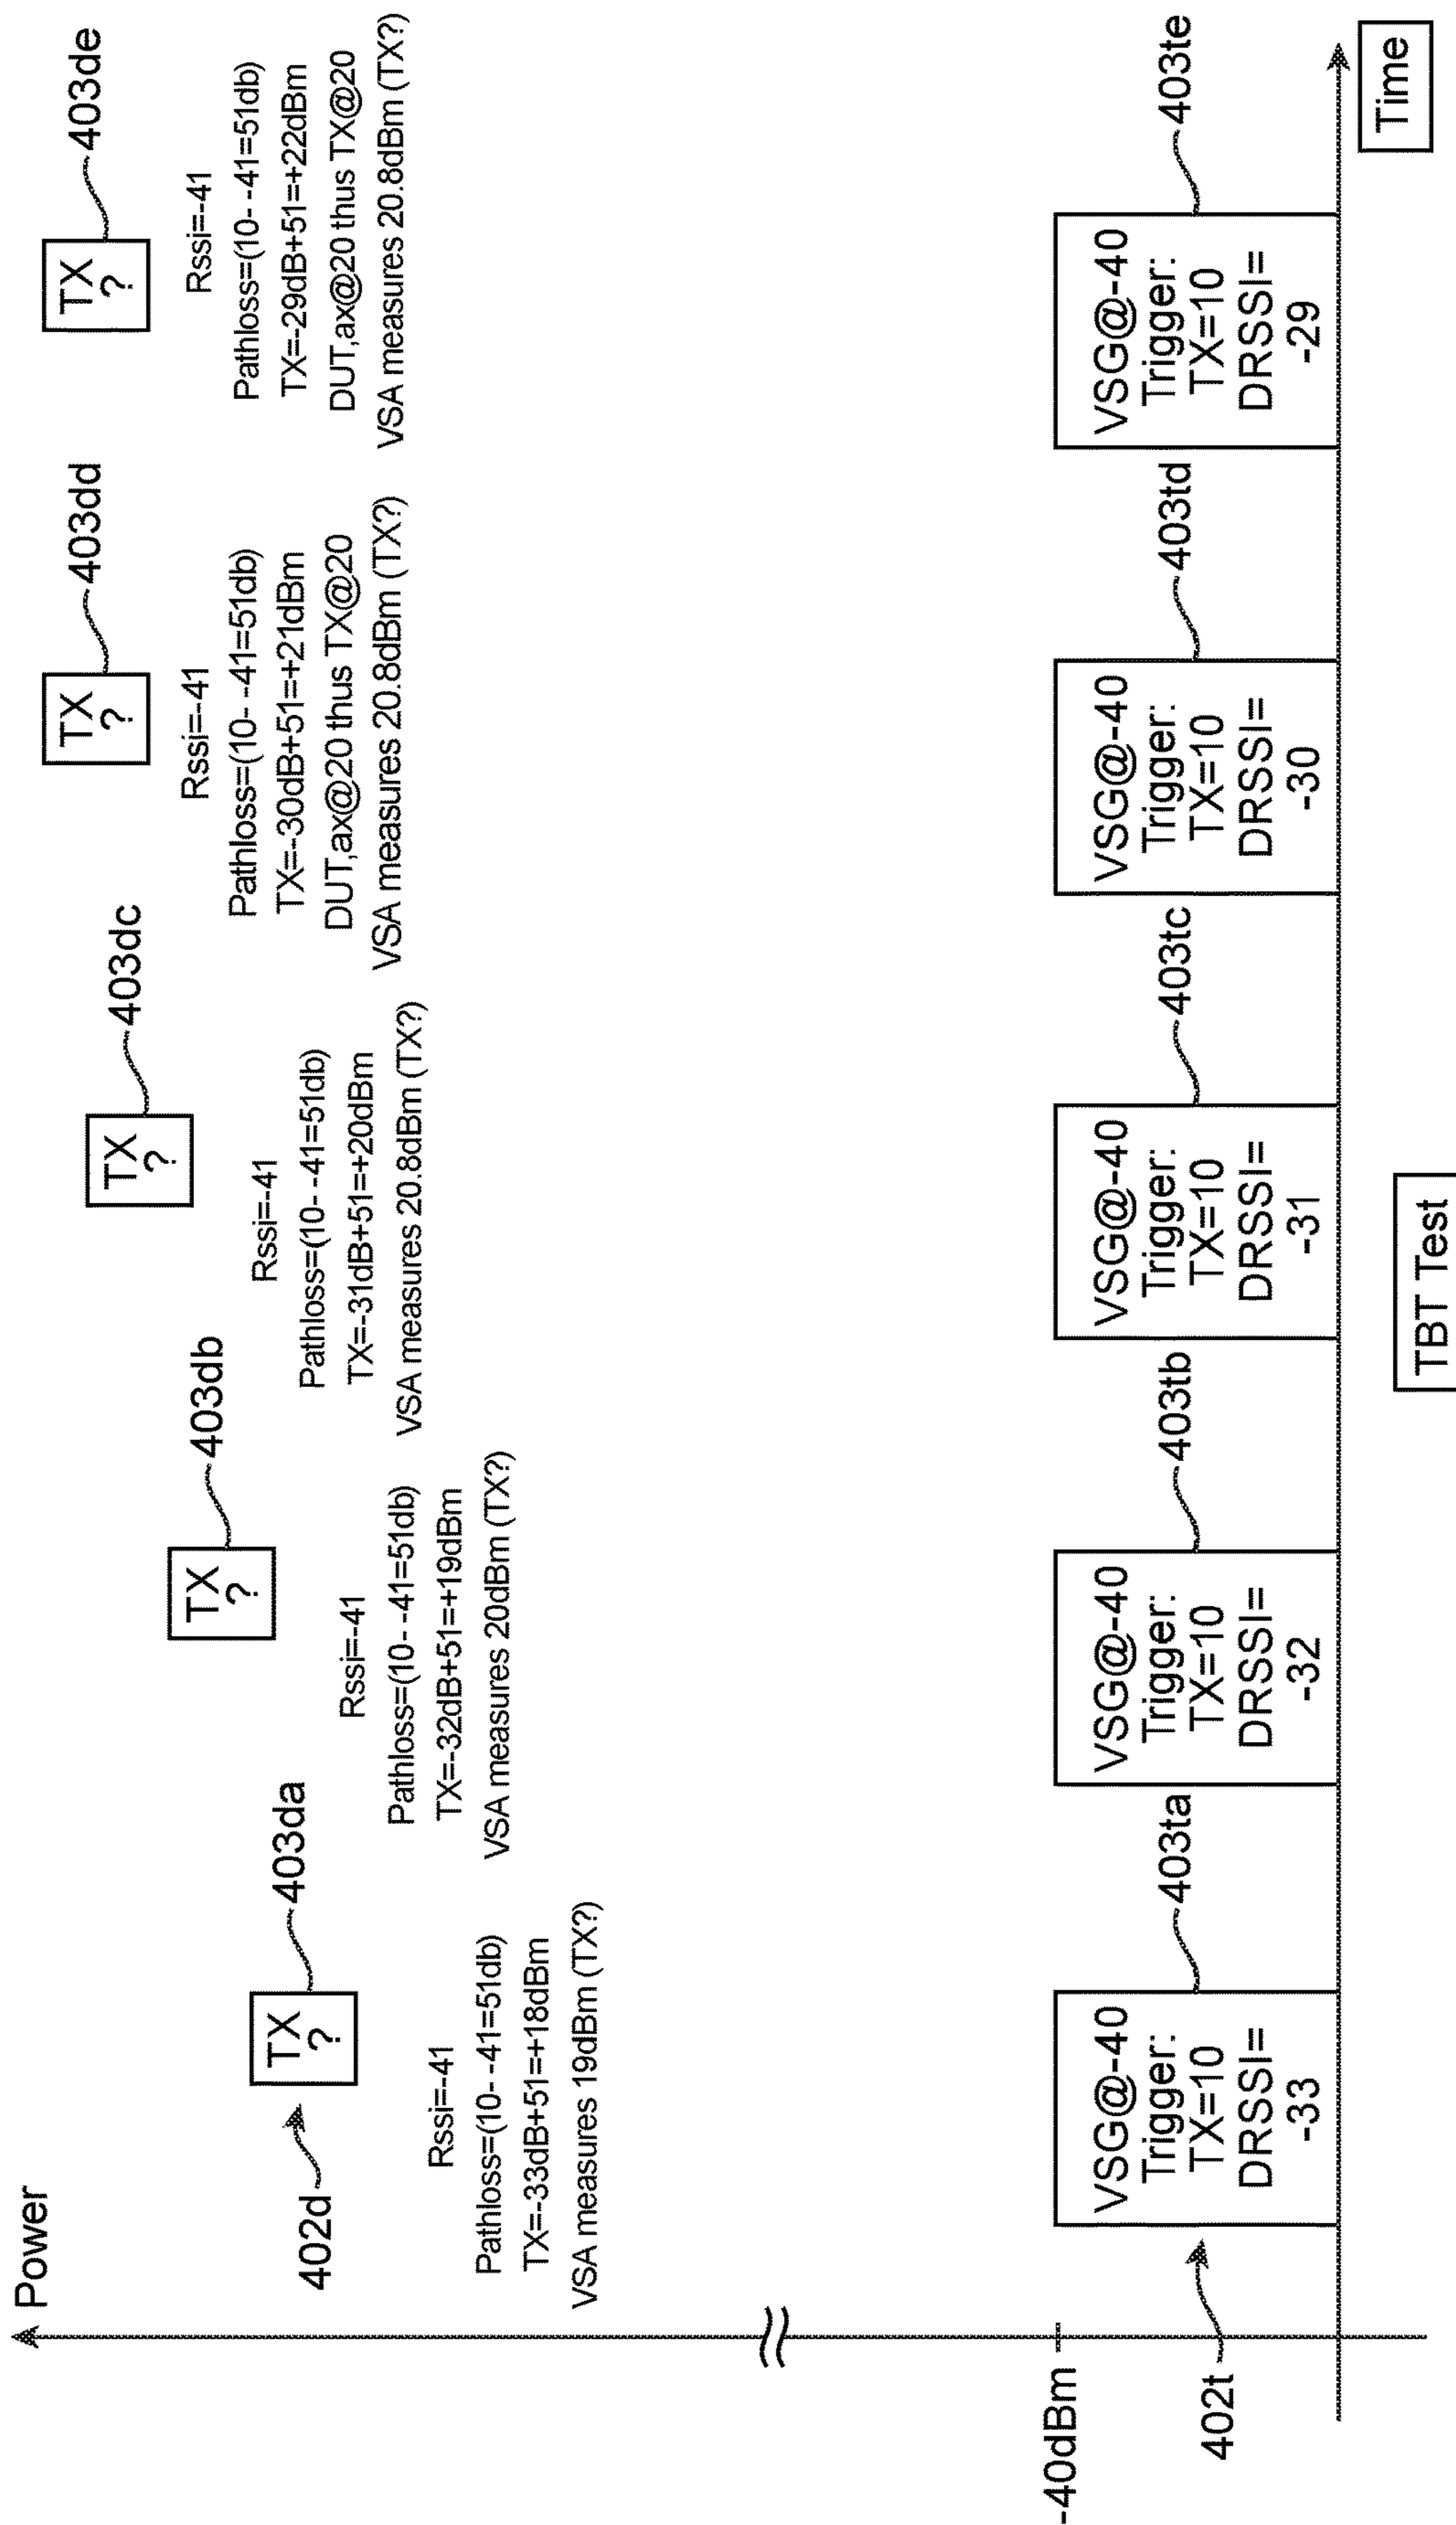 Power
402d
TX
?
403da
Rssi=-41
Pathloss=(10- -41=51db)
TX=-33dB+51=+18dBm
VSA measures 19dBm (TX?)
TX
?
403db
Rssi=-41
Pathloss=(10- -41=51db)
TX=-32dB+51=+19dBm
VSA measures 20dBm (TX?)
TX
?
403dc
Rssi=-41
Pathloss=(10- -41=51db)
TX=-31dB+51=+20dBm
VSA measures 20.8dBm (TX?)
TX
?
403dd
Rssi=-41
Pathloss=(10- -41=51db)
TX=-30dB+51=+21dBm
DUT,ax@20 thus TX@20
VSA measures 20.8dBm (TX?)
TX
?
403de
Rssi=-41
Pathloss=(10- -41=51db)
TX=-29dB+51=+22dBm
DUT,ax@20 thus TX@20
VSA measures 20.8dBm (TX?)
-40dBm
402t
VSG@-40
Trigger:
TX=10
DRSSI=
-33
403ta
VSG@-40
Trigger:
TX=10
DRSSI=
-32
403tb
VSG@-40
Trigger:
TX=10
DRSSI=
-31
403tc
VSG@-40
Trigger:
TX=10
DRSSI=
-30
403td
VSG@-40
Trigger:
TX=10
DRSSI=
-29
403te
Time
TBT Test